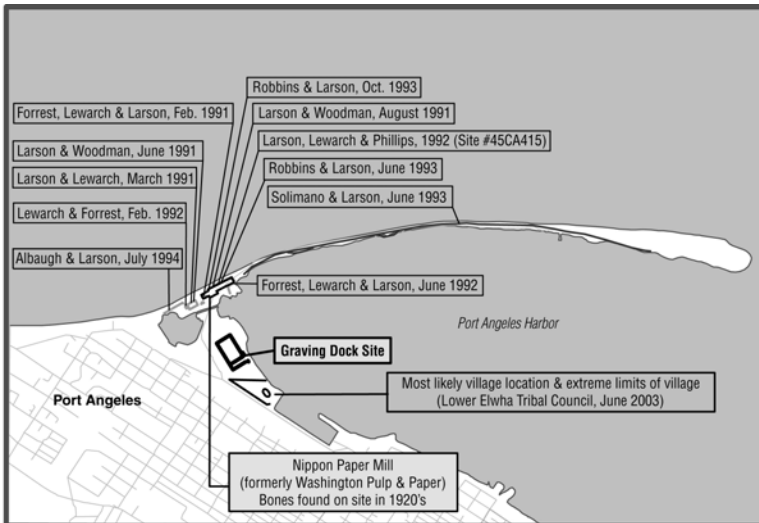 Robbins & Larson, Oct. 1993
Forrest, Lewarch & Larson, Feb. 1991
Larson & Woodman, August 1991
Larson, Lewarch & Phillips, 1992 (Site #45CA415)
Larson & Woodman, June 1991
Robbins & Larson, June 1993
Larson & Lewarch, March 1991
Solimano & Larson, June 1993
Lewarch & Forrest, Feb. 1992
Albaugh & Larson, July 1994
Forrest, Lewarch & Larson, June 1992
Port Angeles Harbor
Graving Dock Site
Port Angeles
Most likely village location & extreme limits of village
(Lower Elwha Tribal Council, June 2003)
Nippon Paper Mill
(formerly Washington Pulp & Paper)
Bones found on site in 1920's